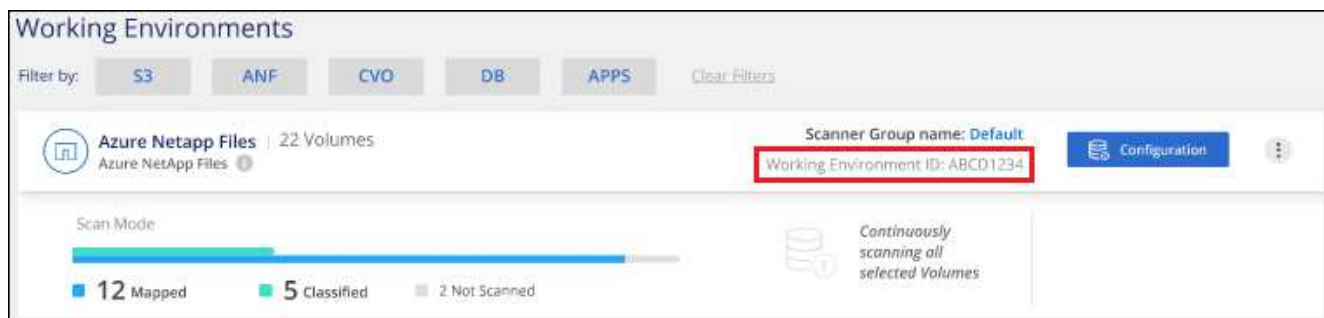 Working Environments
Filter by: S3 ANF CVO DB APPS Clear Filters
Azure Netapp Files | 22 Volumes
Azure NetApp Files
Scanner Group name: Default
Working Environment ID: ABCD1234
Configuration
Scan Mode
12 Mapped 5 Classified 2 Not Scanned
Continuously
scanning all
selected Volumes